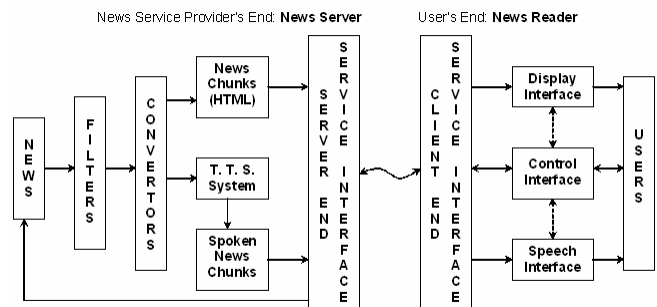 News Service Provider's End: News Server
User's End: News Reader
NEWS
FILTERS
CONVERTORS
News
Chunks
(HTML)
T. T. S.
System
Spoken
News
Chunks
SERVER END
SERVICE INTERFACE
CLIENT END
SERVICE INTERFACE
Display
Interface
Control
Interface
Speech
Interface
USERS